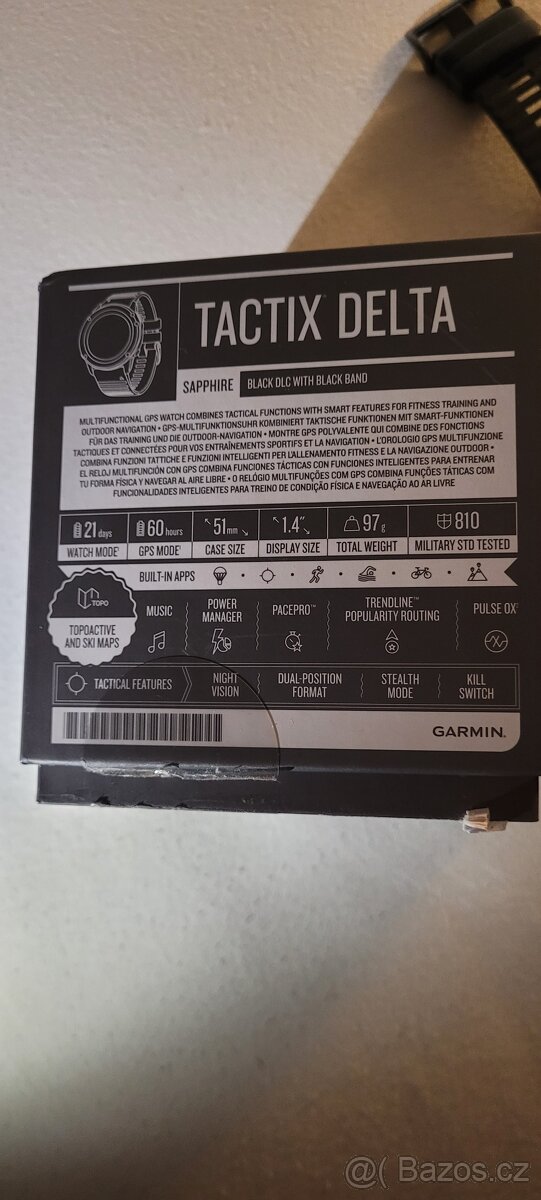 TACTIX® DELTA
SAPPHIRE BLACK DLC WITH BLACK BAND
MULTIFUNCTIONAL GPS WATCH COMBINES TACTICAL FUNCTIONS WITH SMART FEATURES FOR FITNESS TRAINING AND
OUTDOOR NAVIGATION • GPS-MULTIFUNKTIONSUHR KOMBINIERT TAKTISCHE FUNKTIONEN MIT SMART-FUNKTIONEN
FÜR DAS TRAINING UND DIE OUTDOOR-NAVIGATION • MONTRE GPS POLYVALENTE QUI COMBINE DES FONCTIONS
TACTIQUES ET CONNECTÉES POUR VOS ENTRAÎNEMENTS SPORTIFS ET LA NAVIGATION • L'OROLOGIO GPS MULTIFUNZIONE
COMBINA FUNZIONI TATTICHE E FUNZIONI INTELLIGENTI PER L'ALLENAMENTO FITNESS E LA NAVIGAZIONE OUTDOOR •
EL RELOJ MULTIFUNCIÓN CON GPS COMBINA FUNCIONES TÁCTICAS CON FUNCIONES INTELIGENTES PARA ENTRENAR
TU FORMA FÍSICA Y NAVEGAR AL AIRE LIBRE • O RELÓGIO MULTIFUNÇÕES COM GPS COMBINA FUNÇÕES TÁTICAS COM
FUNCIONALIDADES INTELIGENTES PARA TREINO DE CONDIÇÃO FÍSICA E NAVEGAÇÃO AO AR LIVRE
21 days 60 hours 51mm 1.4" 97g 810
WATCH MODE¹ GPS MODE¹ CASE SIZE DISPLAY SIZE TOTAL WEIGHT MILITARY STD TESTED
BUILT-IN APPS
TOPO
TOPOACTIVE
AND SKI MAPS
MUSIC
POWER
MANAGER
PACEPRO™
TRENDLINE™
POPULARITY ROUTING
PULSE OX²
TACTICAL FEATURES
NIGHT
VISION
DUAL-POSITION
FORMAT
STEALTH
MODE
KILL
SWITCH
GARMIN.
@( Bazoš.cz